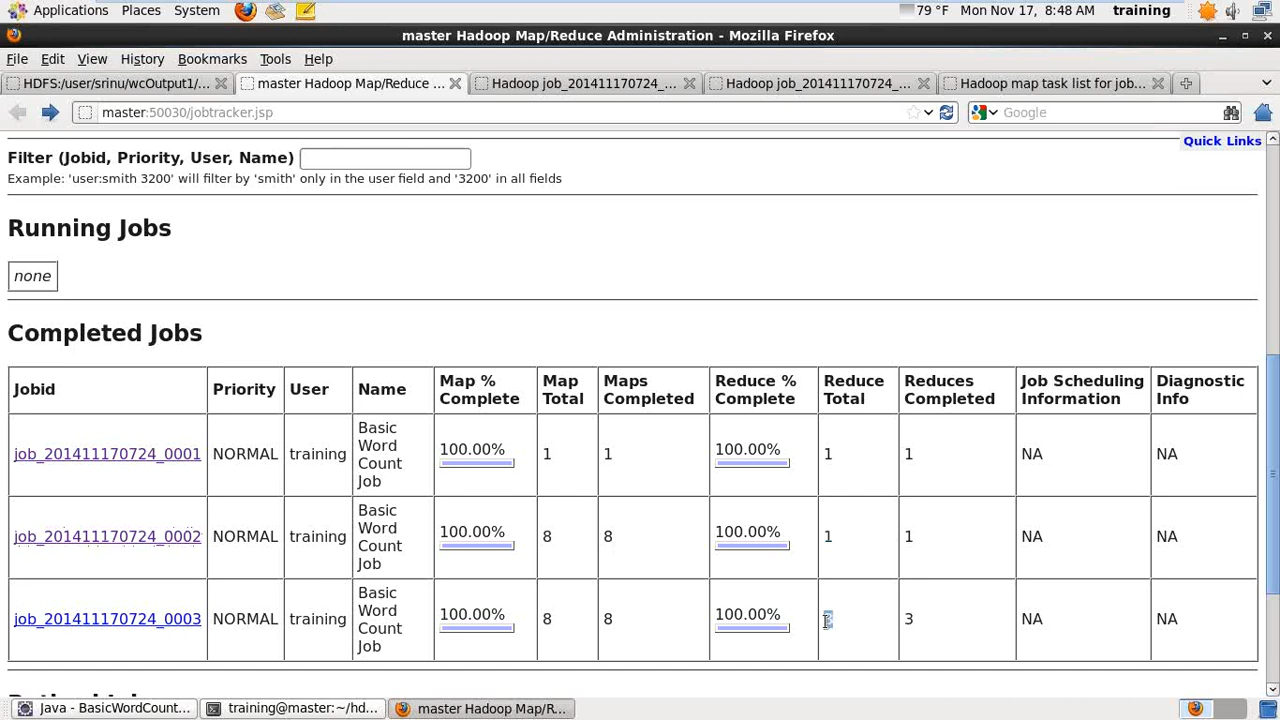 Applications Places System 79 °F Mon Nov 17, 8:48 AM training
master Hadoop Map/Reduce Administration - Mozilla Firefox
File Edit View History Bookmarks Tools Help
HDFS:/user/srinu/wcOutput1/... master Hadoop Map/Reduce ... Hadoop job_201411170724_... Hadoop job_201411170724_... Hadoop map task list for job...
master:50030/jobtracker.jsp Google
Quick Links
Filter (Jobid, Priority, User, Name)
Example: 'user:smith 3200' will filter by 'smith' only in the user field and '3200' in all fields
Running Jobs
none
Completed Jobs
Jobid Priority User Name Map % Complete Map Total Maps Completed Reduce % Complete Reduce Total Reduces Completed Job Scheduling Information Diagnostic Info
job_201411170724_0001 NORMAL training Basic Word Count Job 100.00% 1 1 100.00% 1 1 NA NA
job_201411170724_0002 NORMAL training Basic Word Count Job 100.00% 8 8 100.00% 1 1 NA NA
job_201411170724_0003 NORMAL training Basic Word Count Job 100.00% 8 8 100.00% 3 NA NA
Java - BasicWordCount... training@master:~/hd... master Hadoop Map/R...